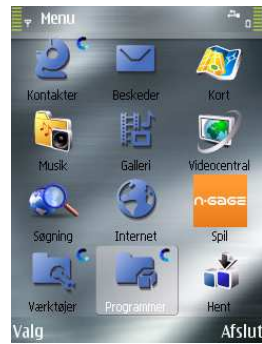 Menu
Kontakter Beskeder Kort
Musik Galleri Videocentral
n·gage
Søgning Internet Spil
Værktøjer Programmer Hent
Valg Afslut